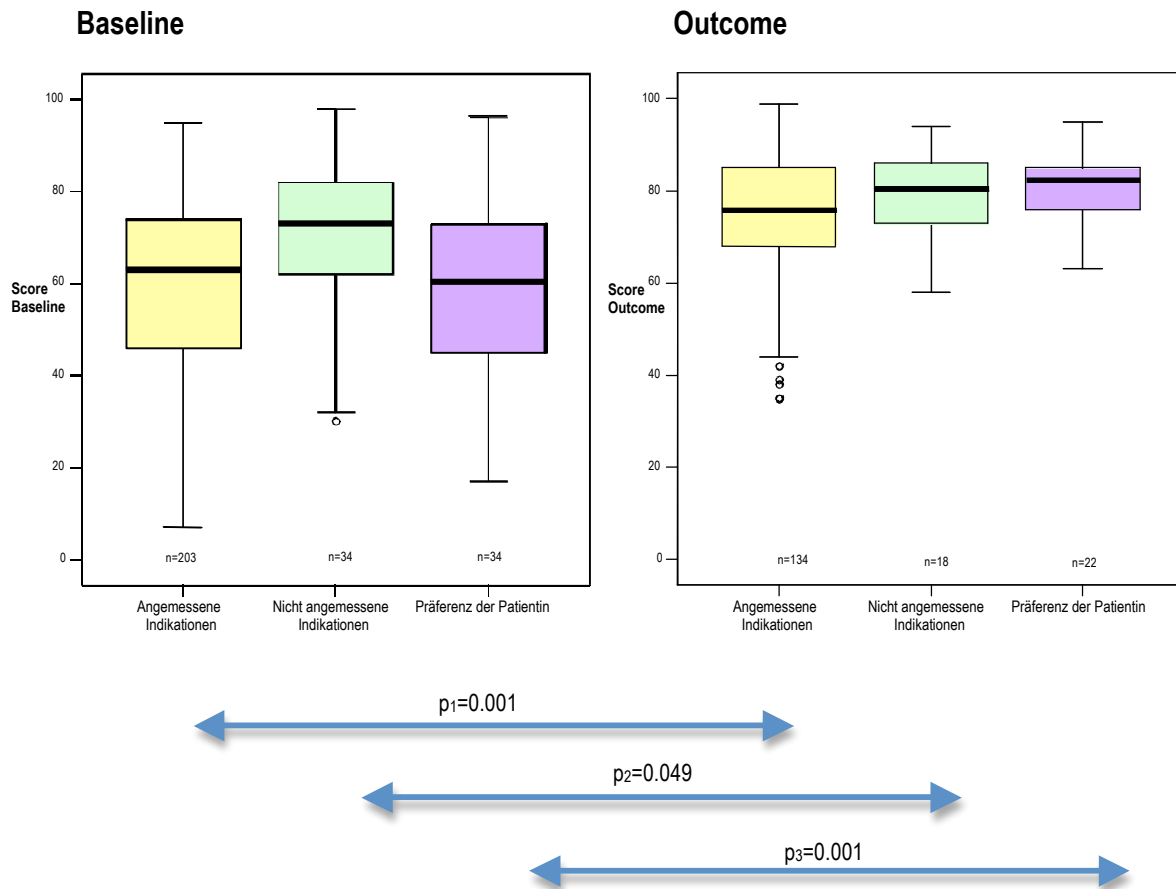 Baseline
100
80
60
Score
Baseline
40
20
0
n=203
n=34
n=34
Angemessene
Indikationen
Nicht angemessene
Indikationen
Präferenz der Patientin
Outcome
100
80
60
Score
Outcome
40
20
0
n=134
n=18
n=22
Angemessene
Indikationen
Nicht angemessene
Indikationen
Präferenz der Patientin
p1=0.001
p2=0.049
p3=0.001